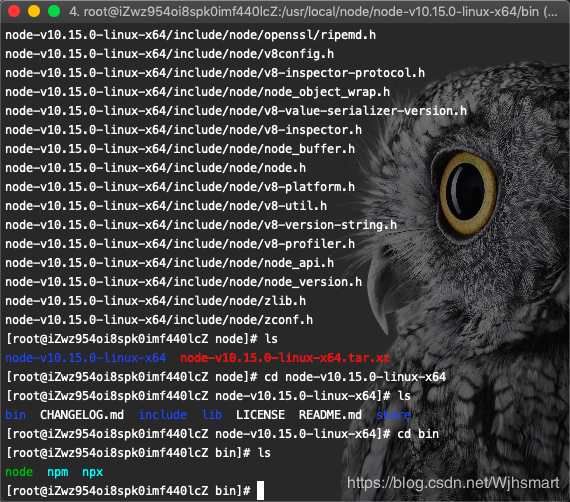 4. root@iZwz954oi8spk0imf440lcZ:/usr/local/node/node-v10.15.0-linux-x64/bin (...
node-v10.15.0-linux-x64/include/node/openssl/ripemd.h
node-v10.15.0-linux-x64/include/node/v8config.h
node-v10.15.0-linux-x64/include/node/v8-inspector-protocol.h
node-v10.15.0-linux-x64/include/node/node_object_wrap.h
node-v10.15.0-linux-x64/include/node/v8-value-serializer-version.h
node-v10.15.0-linux-x64/include/node/v8-inspector.h
node-v10.15.0-linux-x64/include/node/node_buffer.h
node-v10.15.0-linux-x64/include/node/node.h
node-v10.15.0-linux-x64/include/node/v8-platform.h
node-v10.15.0-linux-x64/include/node/v8-util.h
node-v10.15.0-linux-x64/include/node/v8-version-string.h
node-v10.15.0-linux-x64/include/node/v8-profiler.h
node-v10.15.0-linux-x64/include/node/node_api.h
node-v10.15.0-linux-x64/include/node/node_version.h
node-v10.15.0-linux-x64/include/node/zlib.h
node-v10.15.0-linux-x64/include/node/zconf.h
[root@iZwz954oi8spk0imf440lcZ node]# ls
node-v10.15.0-linux-x64  node-v10.15.0-linux-x64.tar.xz
[root@iZwz954oi8spk0imf440lcZ node]# cd node-v10.15.0-linux-x64
[root@iZwz954oi8spk0imf440lcZ node-v10.15.0-linux-x64]# ls
bin  CHANGELOG.md  include  lib  LICENSE  README.md  share
[root@iZwz954oi8spk0imf440lcZ node-v10.15.0-linux-x64]# cd bin
[root@iZwz954oi8spk0imf440lcZ bin]# ls
node  npm  npx
[root@iZwz954oi8spk0imf440lcZ bin]#
https://blog.csdn.net/Wjhsmart